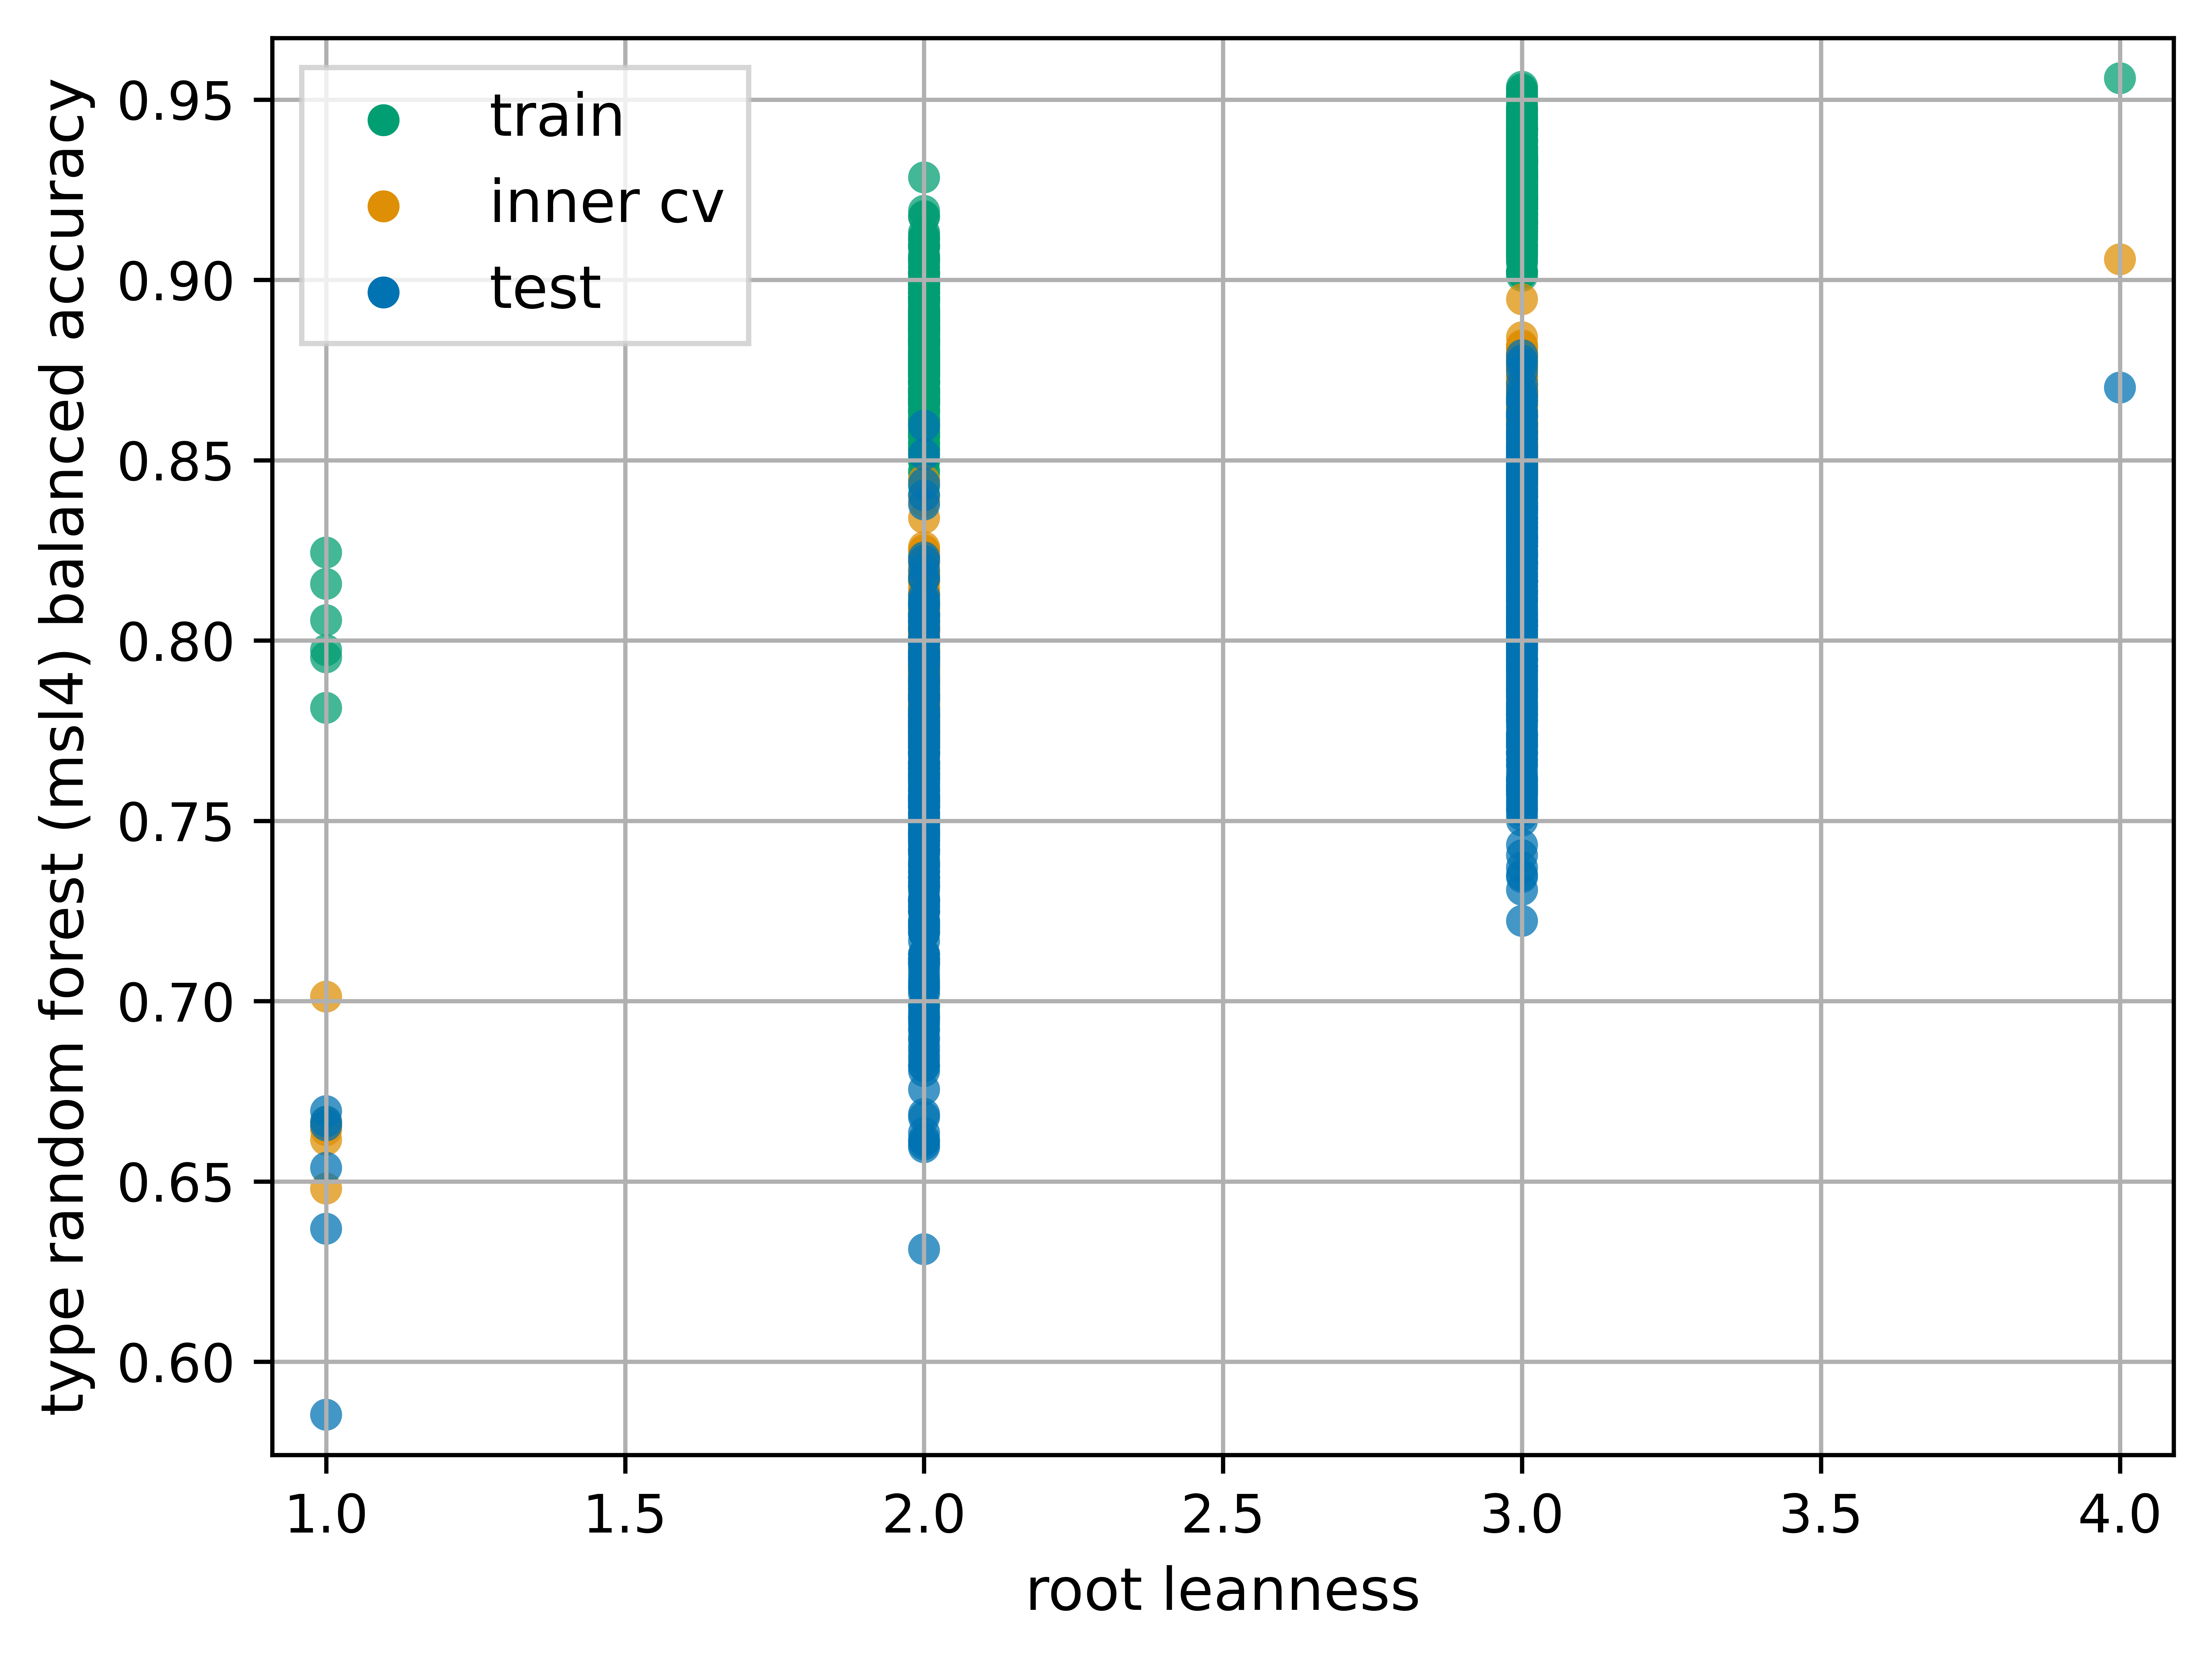 type random forest (msl4) balanced accuracy
0.95
0.90
0.85
0.80
0.75
0.70
0.65
0.60
train
inner cv
test
1.0 1.5 2.0 2.5 3.0 3.5 4.0
root leanness